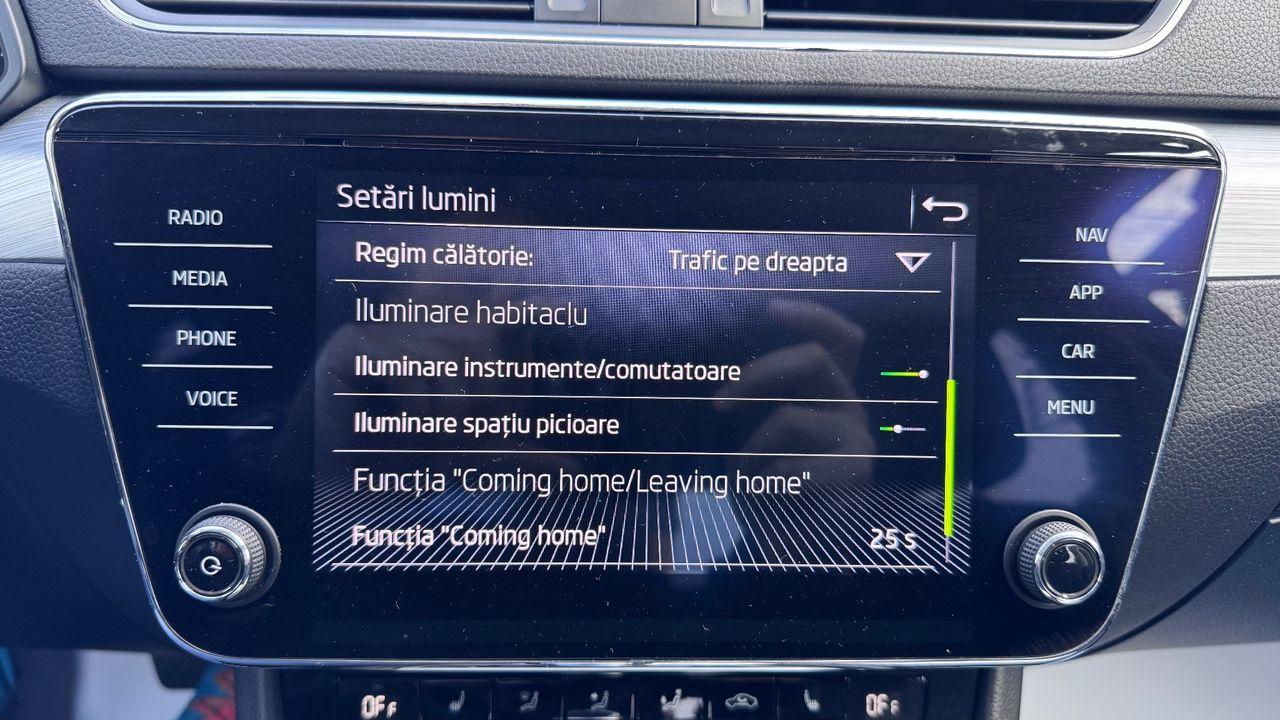 RADIO
MEDIA
PHONE
VOICE
Setări lumini
Regim călătorie: Trafic pe dreapta
Iluminare habitaclu
Iluminare instrumente/comutatoare
Iluminare spațiu picioare
Funcția "Coming home/Leaving home"
Funcția "Coming home" 25 s
NAV
APP
CAR
MENU
OFF
OFF